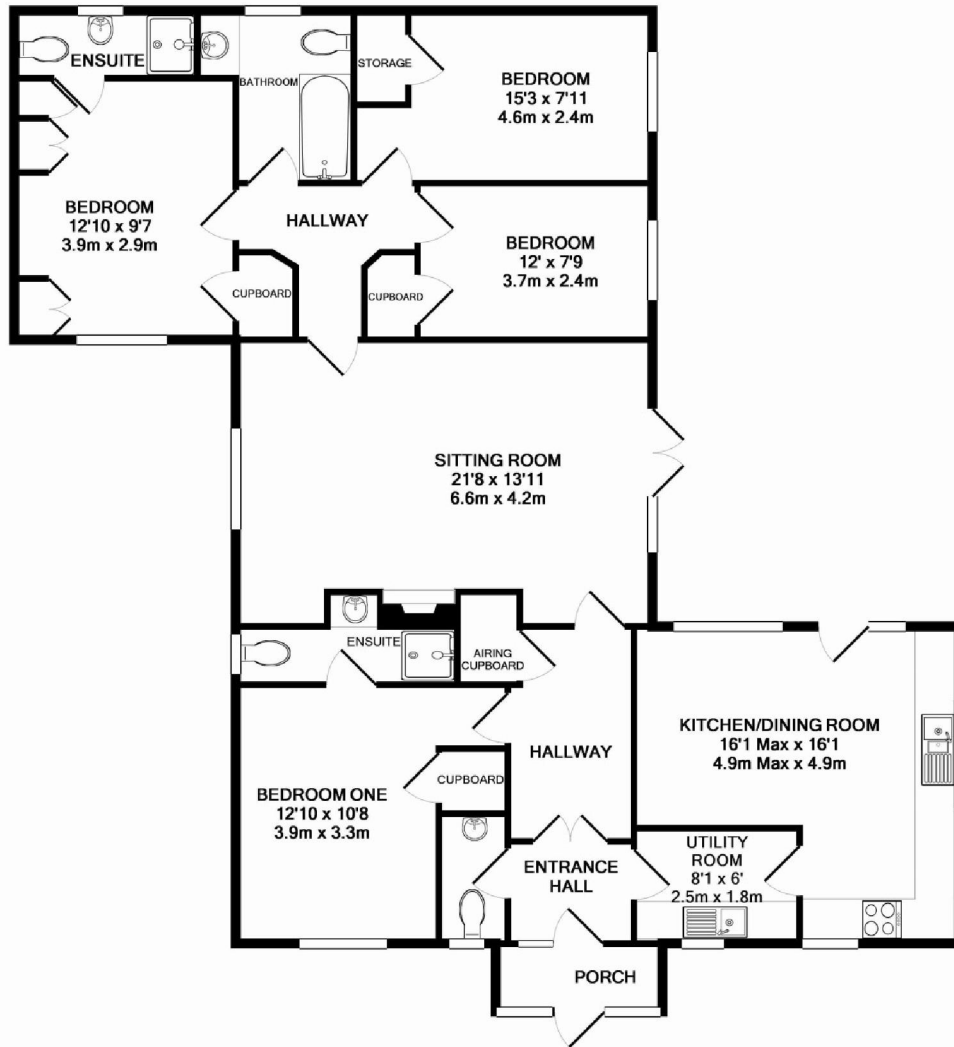 ENSUITE
BATHROOM
STORAGE
BEDROOM
15'3 x 7'11
4.6m x 2.4m
BEDROOM
12'10 x 9'7
3.9m x 2.9m
HALLWAY
BEDROOM
12' x 7'9
3.7m x 2.4m
CUPBOARD
CUPBOARD
SITTING ROOM
21'8 x 13'11
6.6m x 4.2m
ENSUITE
AIRING
CUPBOARD
KITCHEN/DINING ROOM
16'1 Max x 16'1
4.9m Max x 4.9m
HALLWAY
CUPBOARD
BEDROOM ONE
12'10 x 10'8
3.9m x 3.3m
ENTRANCE
HALL
UTILITY
ROOM
8'1 x 6'
2.5m x 1.8m
PORCH